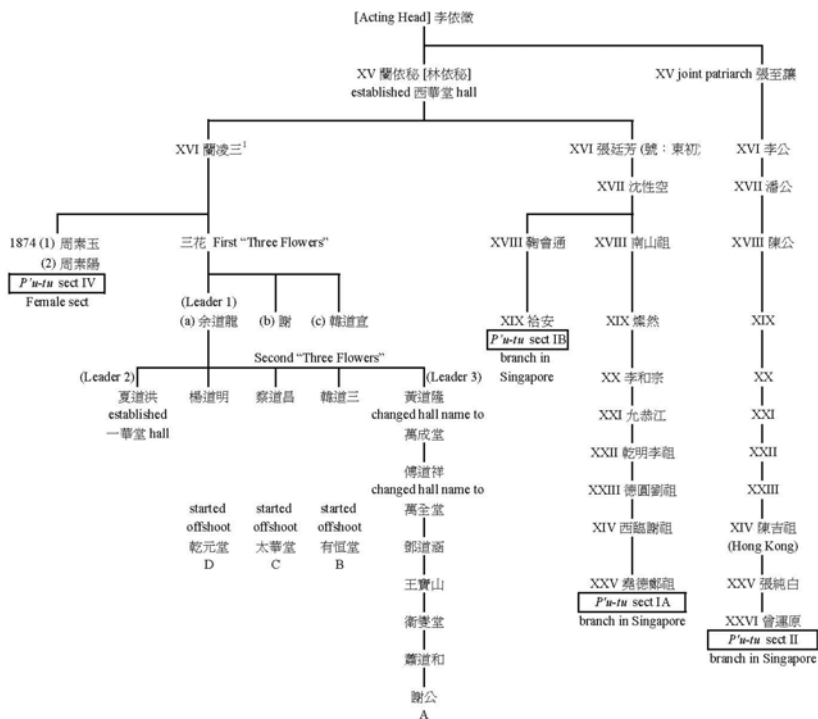 [Acting Head] 李依微
XV 蘭依秘 [林依秘]
established 西華堂 hall
XV joint patriarch 張至讓
XVI 蘭凌三1
XVI 張廷芳 (號：東初)
XVI 李公
XVII 沈性空
XVII 潘公
1874 (1) 周素玉
(2) 周素陽
P'u-tu sect IV
Female sect
三花 First "Three Flowers"
XVIII 鞠會通
XVIII 南山祖
XVIII 陳公
(Leader 1)
(a) 余道龍
(b) 謝
(c) 韓道宣
XIX 袷安
P'u-tu sect IB
branch in
Singapore
XIX 燦然
XIX
Second "Three Flowers"
(Leader 2)
夏道洪
established
一華堂 hall
楊道明
察道昌
韓道三
(Leader 3)
黃道隆
changed hall name to
萬成堂
XX 李和宗
XX
XXI 允恭江
XXI
XXII 乾明李祖
XXII
傅道祥
changed hall name to
萬全堂
XXIII 德圓劉祖
XXIII
started
offshoot
乾元堂
D
started
offshoot
太華堂
C
started
offshoot
有恒堂
B
XIV 西臨謝祖
XIV 陳吉祖
(Hong Kong)
鄧道涵
王寶山
XXV 堯德鄭祖
P'u-tu sect IA
branch in Singapore
XXV 張純白
衛雙堂
XXVI 曾運原
P'u-tu sect II
branch in Singapore
蕭道和
謝公
A